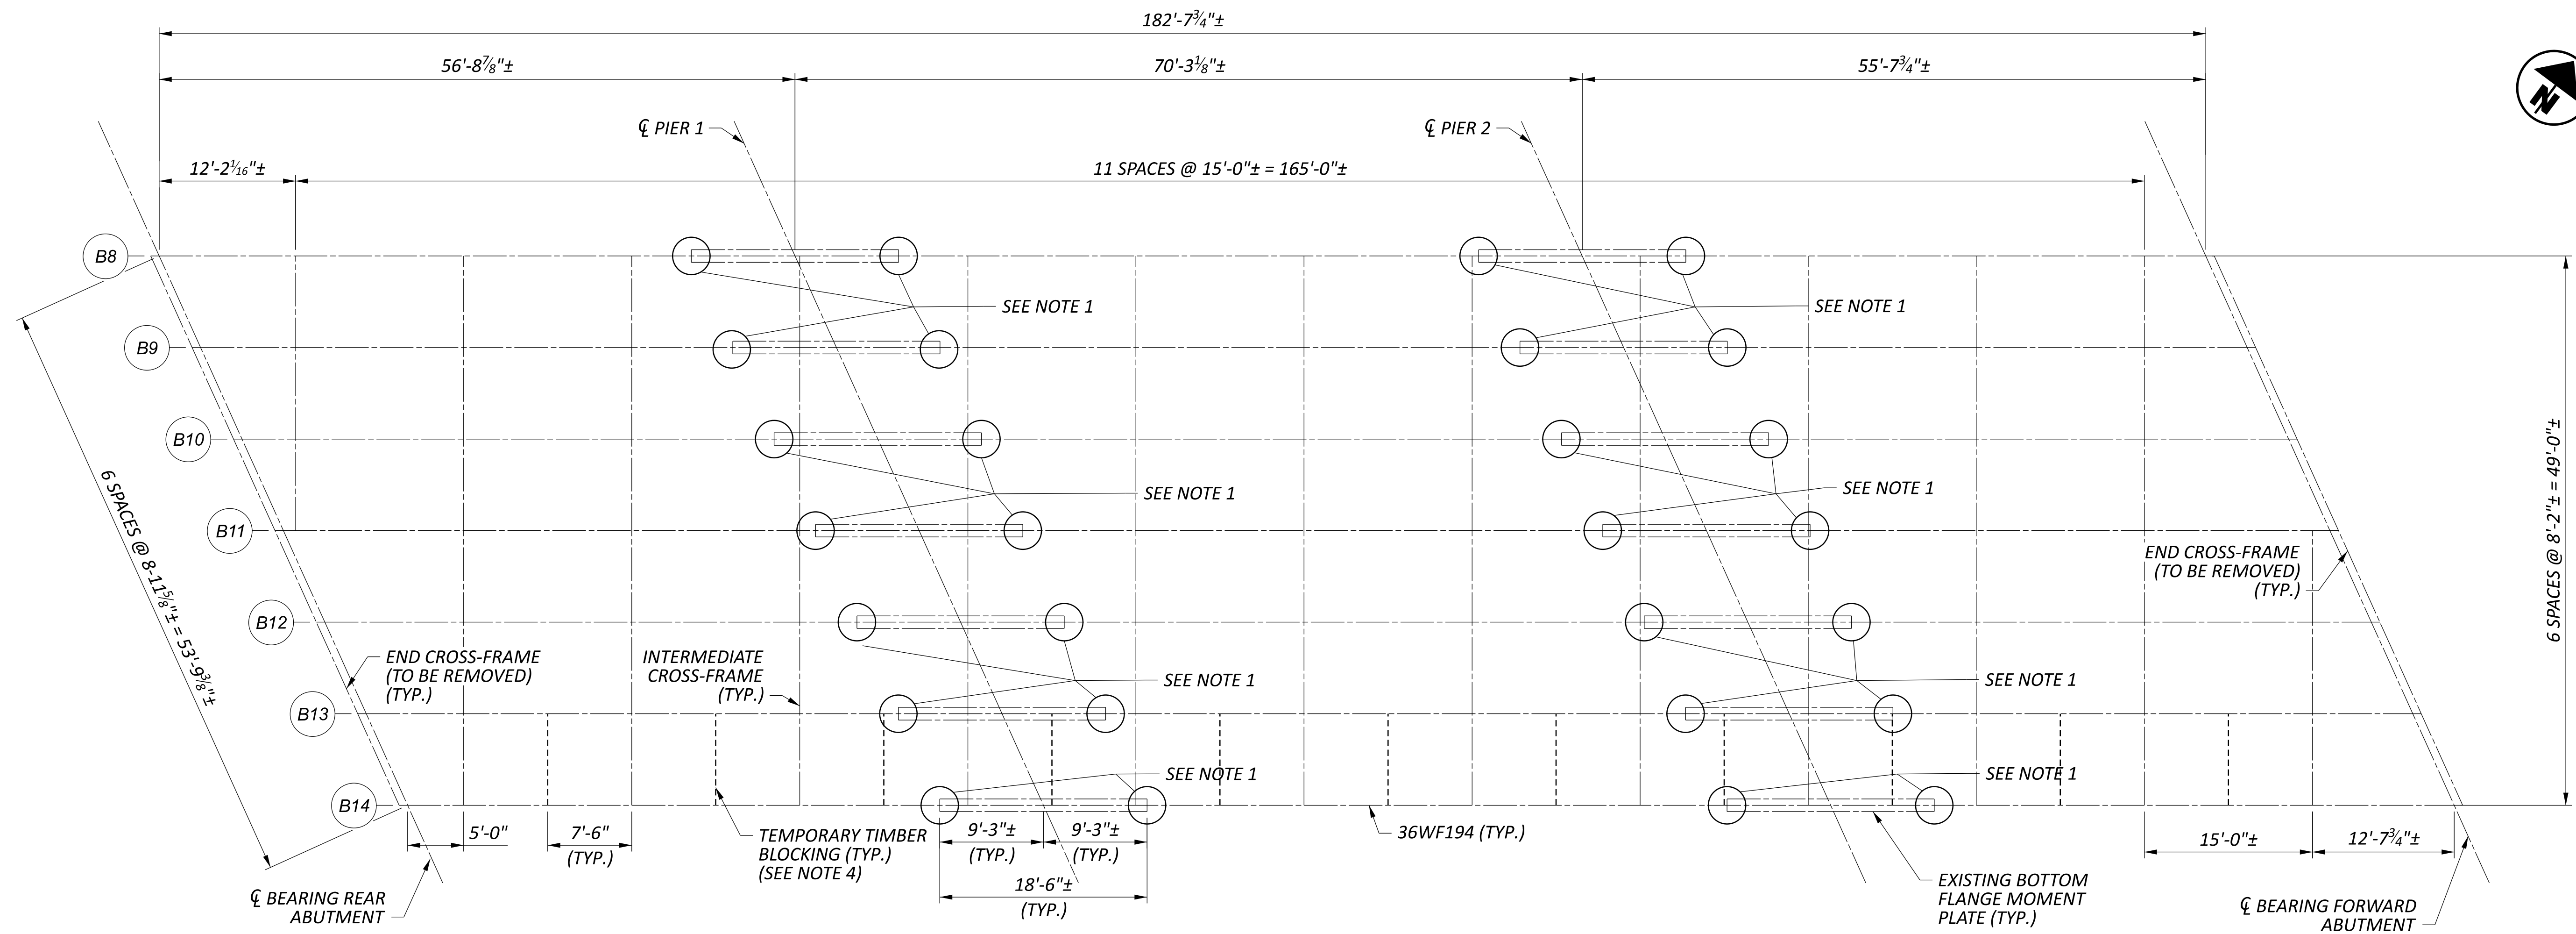 182'-7¾"±
56'-8⅞"±
70'-3⅛"±
55'-7¾"±
N
℄ PIER 1
℄ PIER 2
12'-2 1⁄16"±
11 SPACES @ 15'-0"± = 165'-0"±
B8
SEE NOTE 1
SEE NOTE 1
B9
B10
SEE NOTE 1
SEE NOTE 1
B11
END CROSS-FRAME
(TO BE REMOVED)
(TYP.)
6 SPACES @ 8'-2"± = 49'-0"±
6 SPACES @ 8-11⅝"± = 53'-9⅜"±
B12
END CROSS-FRAME
(TO BE REMOVED)
(TYP.)
INTERMEDIATE
CROSS-FRAME
(TYP.)
SEE NOTE 1
SEE NOTE 1
B13
SEE NOTE 1
SEE NOTE 1
B14
5'-0"
7'-6"
(TYP.)
TEMPORARY TIMBER
BLOCKING (TYP.)
(SEE NOTE 4)
9'-3"±
(TYP.)
9'-3"±
(TYP.)
18'-6"±
(TYP.)
36WF194 (TYP.)
15'-0"±
12'-7¾"±
EXISTING BOTTOM
FLANGE MOMENT
PLATE (TYP.)
℄ BEARING REAR
ABUTMENT
℄ BEARING FORWARD
ABUTMENT